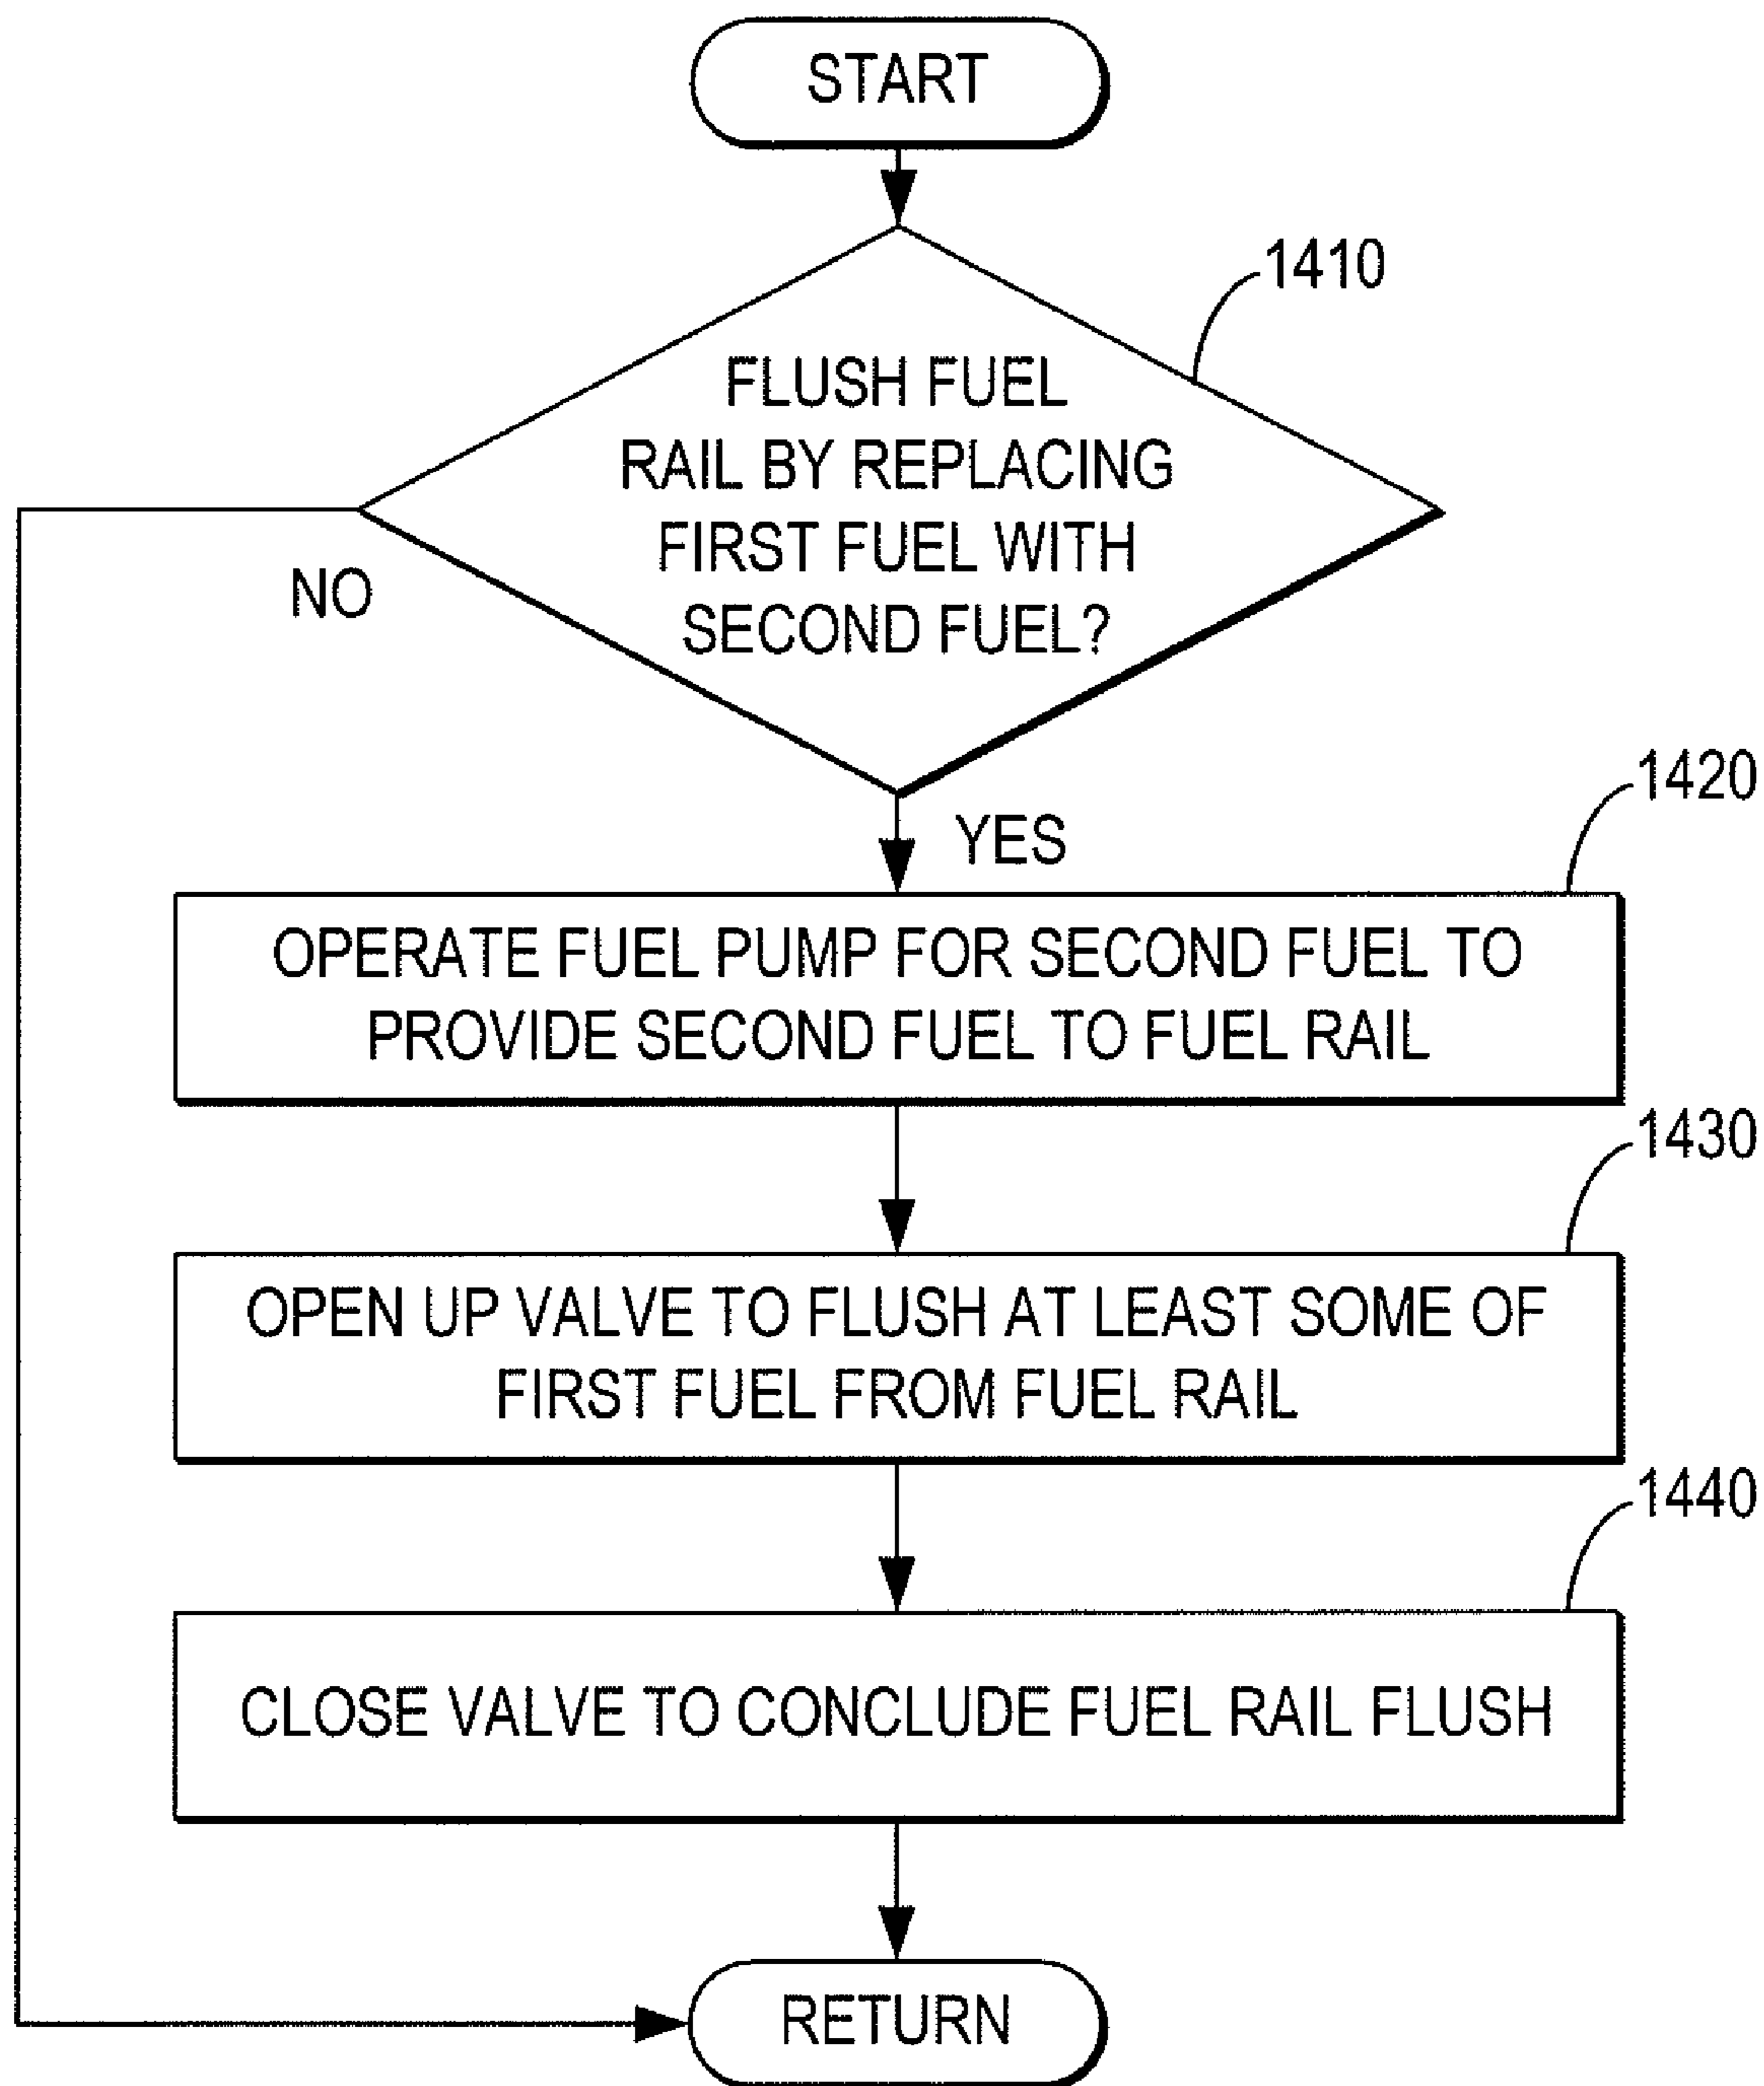 START
1410
FLUSH FUEL
RAIL BY REPLACING
FIRST FUEL WITH
SECOND FUEL?
NO
YES
1420
OPERATE FUEL PUMP FOR SECOND FUEL TO
PROVIDE SECOND FUEL TO FUEL RAIL
1430
OPEN UP VALVE TO FLUSH AT LEAST SOME OF
FIRST FUEL FROM FUEL RAIL
1440
CLOSE VALVE TO CONCLUDE FUEL RAIL FLUSH
RETURN